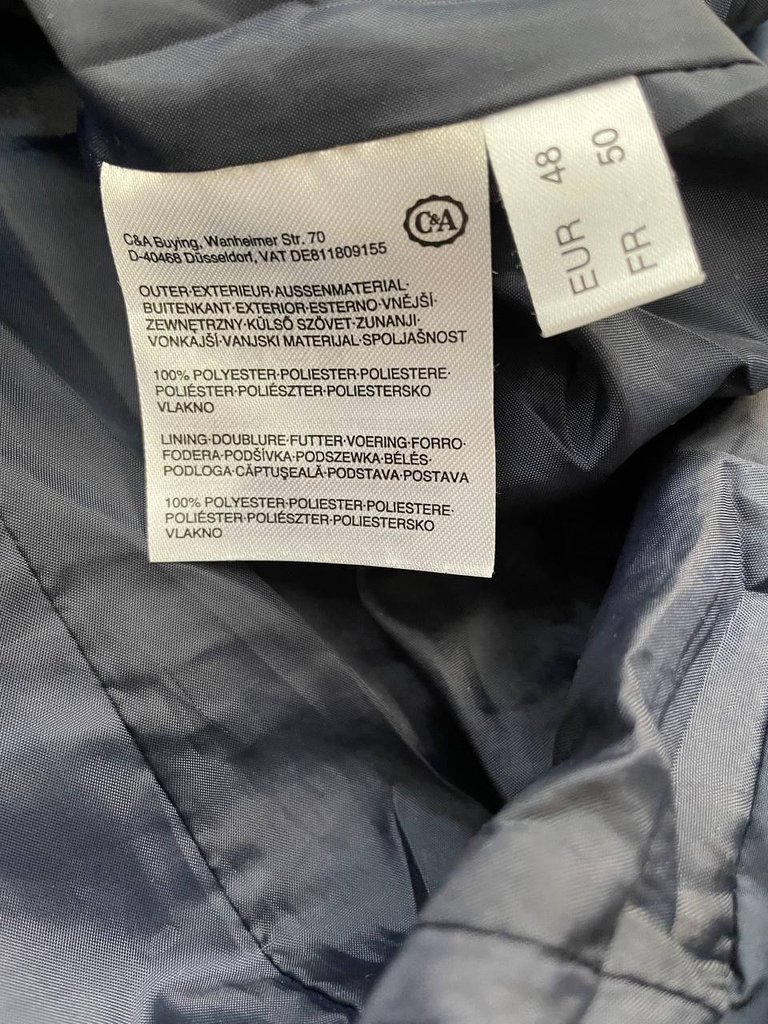 C&A
C&A Buying, Wanheimer Str. 70
D-40468 Düsseldorf, VAT DE811809155
OUTER·EXTERIEUR·AUSSENMATERIAL·
BUITENKANT·EXTERIOR·ESTERNO·VNĚJŠÍ·
ZEWNĘTRZNY·KÜLSŐ SZÖVET·ZUNANJI·
VONKAJŠÍ·VANJSKI MATERIJAL·SPOLJAŠNOST
100% POLYESTER·POLIESTER·POLIESTERE·
POLIÉSTER·POLIÉSZTER·POLIESTERSKO
VLAKNO
LINING·DOUBLURE·FUTTER·VOERING·FORRO·
FODERA·PODŠÍVKA·PODSZEWKA·BÉLÉS·
PODLOGA·CĂPTUŞEALĂ·PODSTAVA·POSTAVA
100% POLYESTER·POLIESTER·POLIESTERE·
POLIÉSTER·POLIÉSZTER·POLIESTERSKO
VLAKNO
EUR 48
FR 50